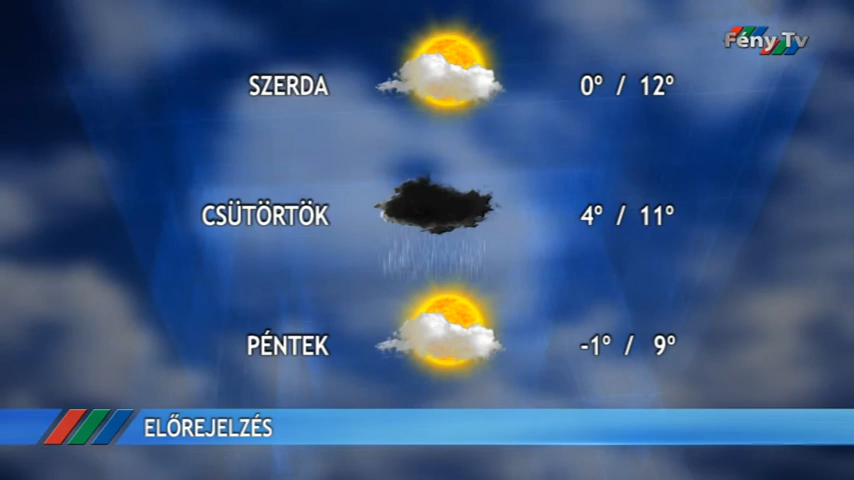 Fény Tv
SZERDA 0° / 12°
CSÜTÖRTÖK 4° / 11°
PÉNTEK -1° / 9°
ELŐREJELZÉS